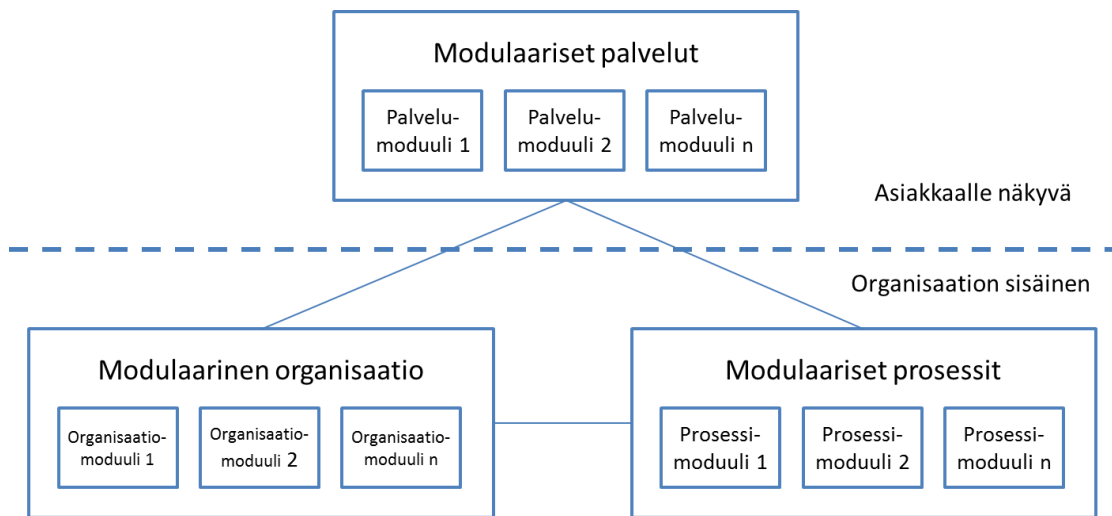 Modulaariset palvelut
Palvelu-
moduuli 1
Palvelu-
moduuli 2
Palvelu-
moduuli n
Asiakkaalle näkyvä
Organisaation sisäinen
Modulaarinen organisaatio
Organisaatio-
moduuli 1
Organisaatio-
moduuli 2
Organisaatio-
moduuli n
Modulaariset prosessit
Prosessi-
moduuli 1
Prosessi-
moduuli 2
Prosessi-
moduuli n